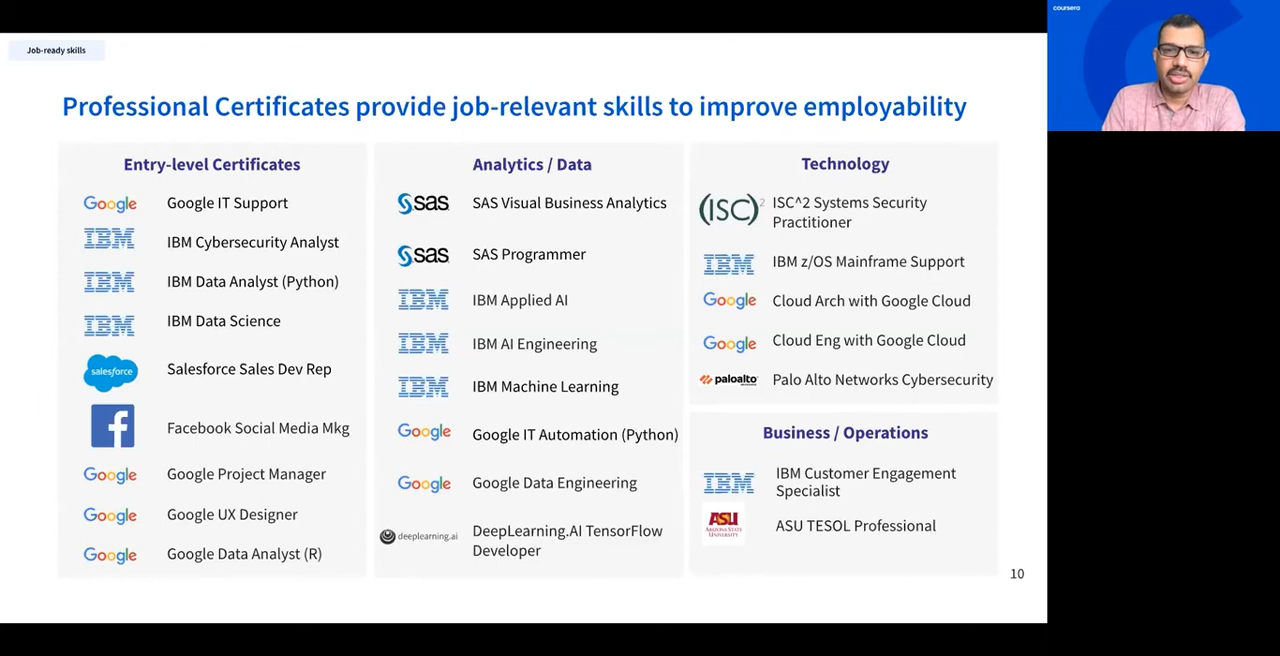 Job-ready skills
coursera
Professional Certificates provide job-relevant skills to improve employability
Entry-level Certificates
Google Google IT Support
IBM IBM Cybersecurity Analyst
IBM IBM Data Analyst (Python)
IBM IBM Data Science
salesforce Salesforce Sales Dev Rep
f Facebook Social Media Mkg
Google Google Project Manager
Google Google UX Designer
Google Google Data Analyst (R)
Analytics / Data
sas SAS Visual Business Analytics
sas SAS Programmer
IBM IBM Applied AI
IBM IBM AI Engineering
IBM IBM Machine Learning
Google Google IT Automation (Python)
Google Google Data Engineering
deeplearning.ai DeepLearning.AI TensorFlow
Developer
Technology
(ISC)2 ISC^2 Systems Security
Practitioner
IBM IBM z/OS Mainframe Support
Google Cloud Arch with Google Cloud
Google Cloud Eng with Google Cloud
paloalto Palo Alto Networks Cybersecurity
Business / Operations
IBM IBM Customer Engagement
Specialist
ASU ASU TESOL Professional
ARIZONA STATE
UNIVERSITY
10